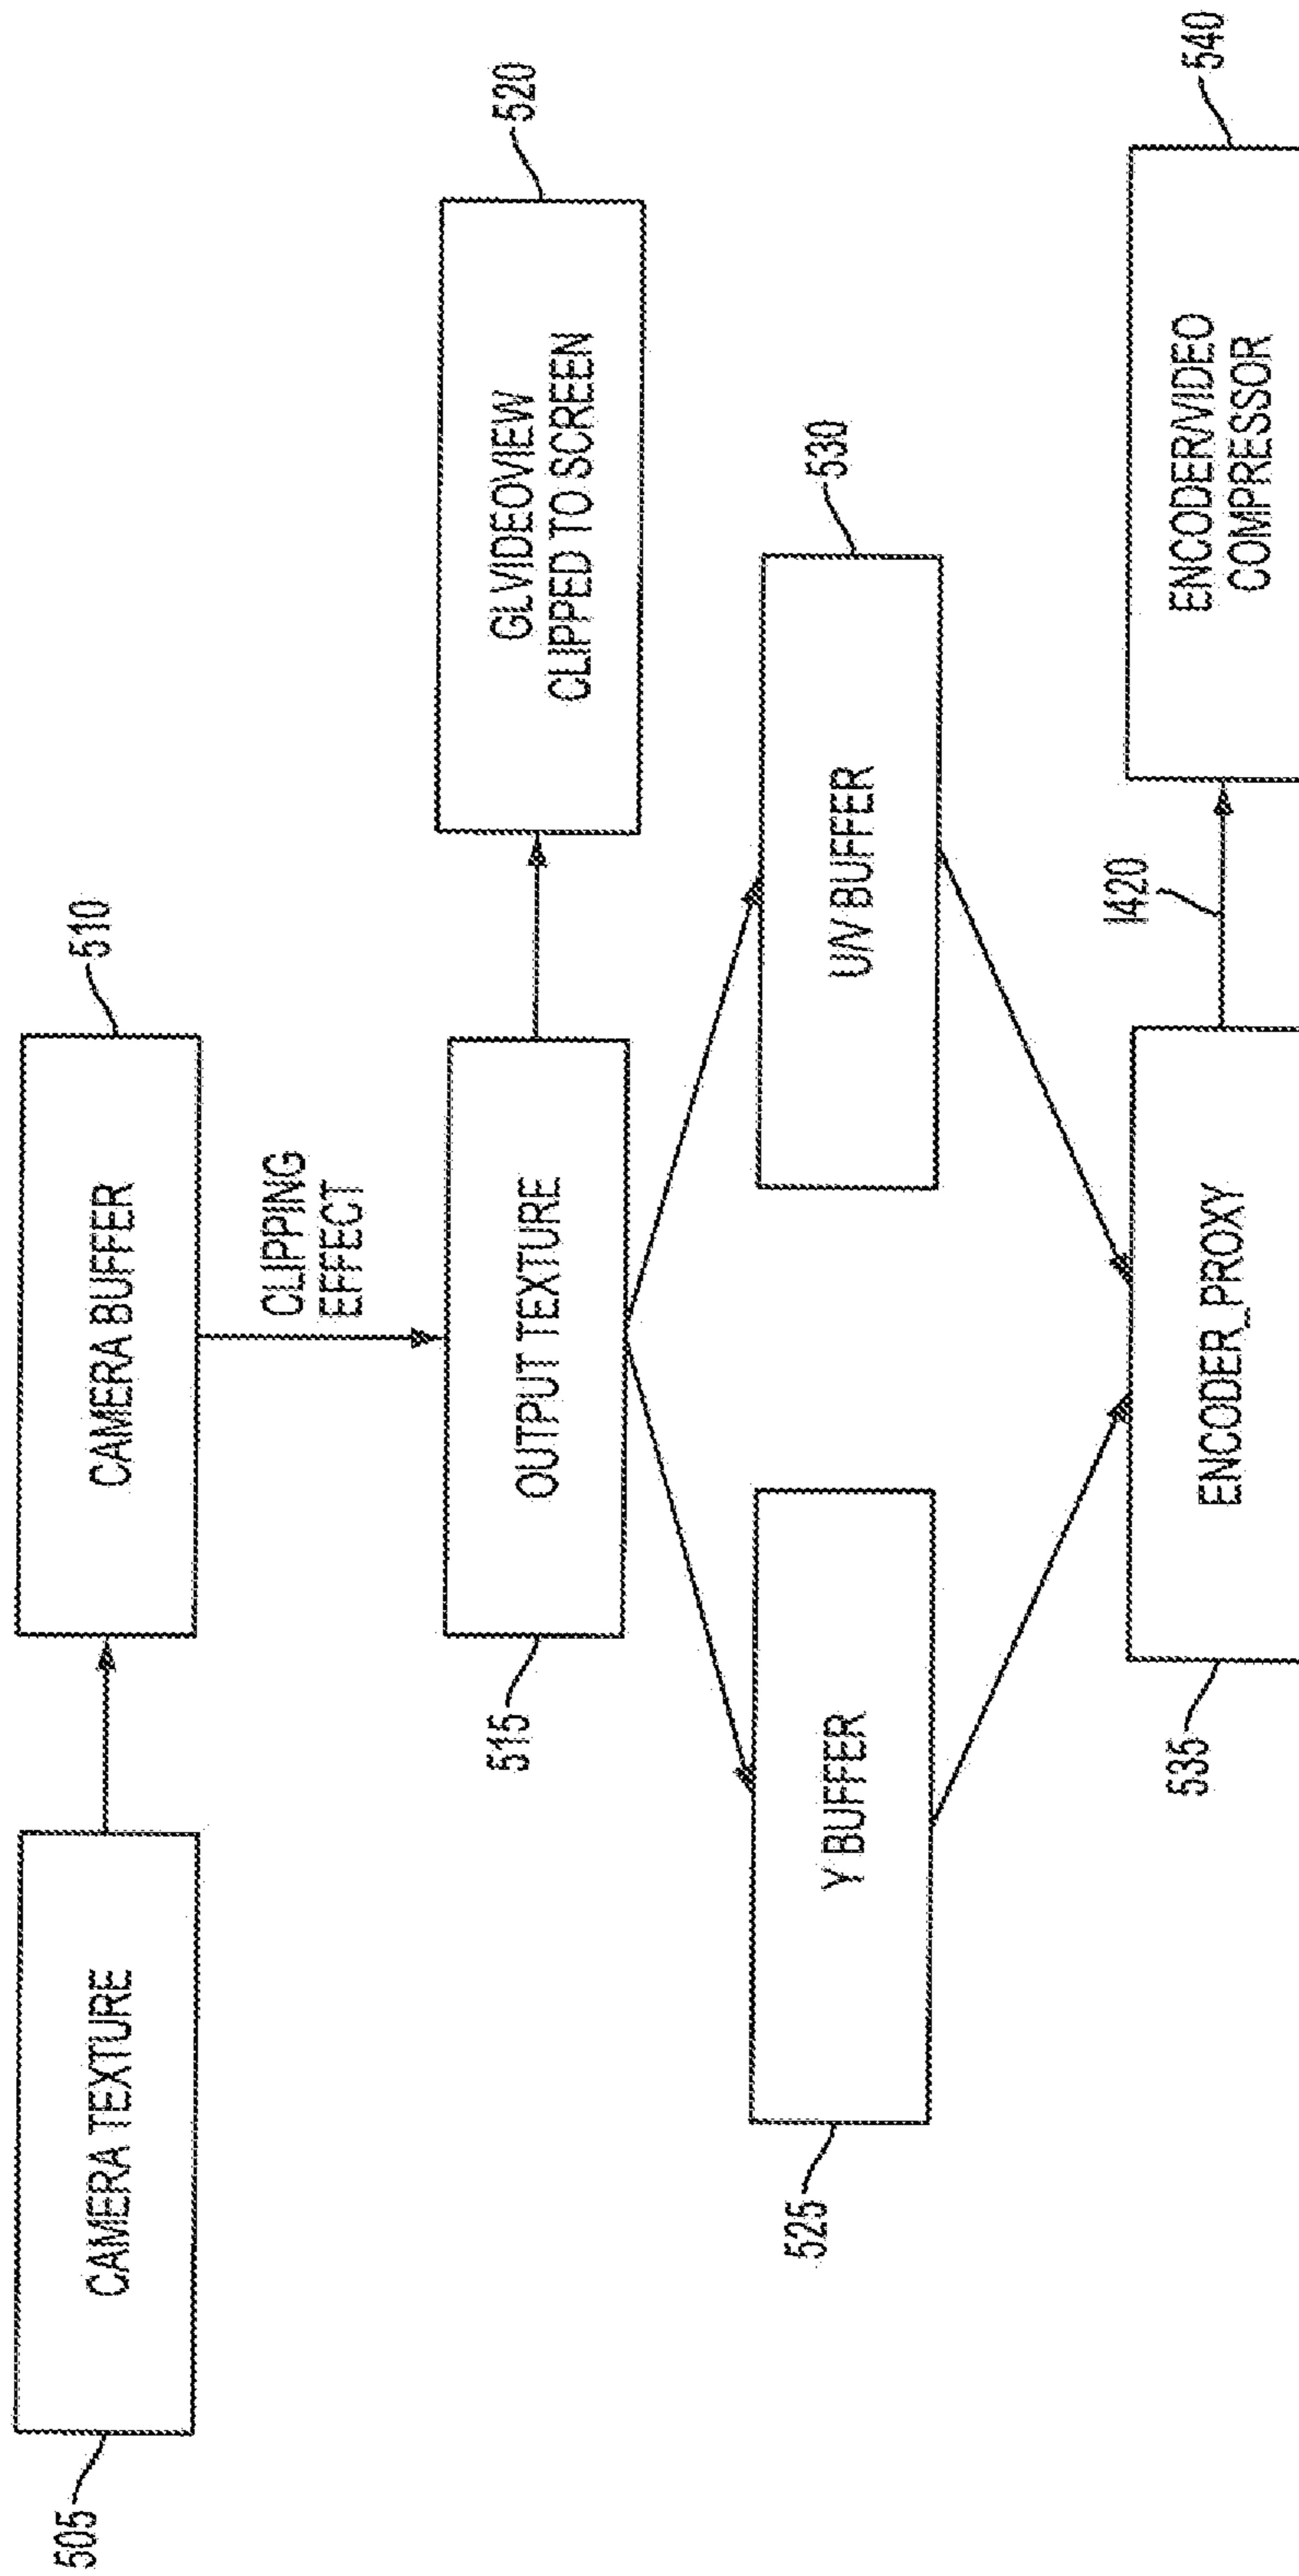 505
CAMERA TEXTURE
CAMERA BUFFER
510
CLIPPING
EFFECT
515
OUTPUT TEXTURE
GLVIDEOVIEW
CLIPPED TO SCREEN
520
525
Y BUFFER
U/V BUFFER
530
535
ENCODER_PROXY
I420
ENCODER/VIDEO
COMPRESSOR
540